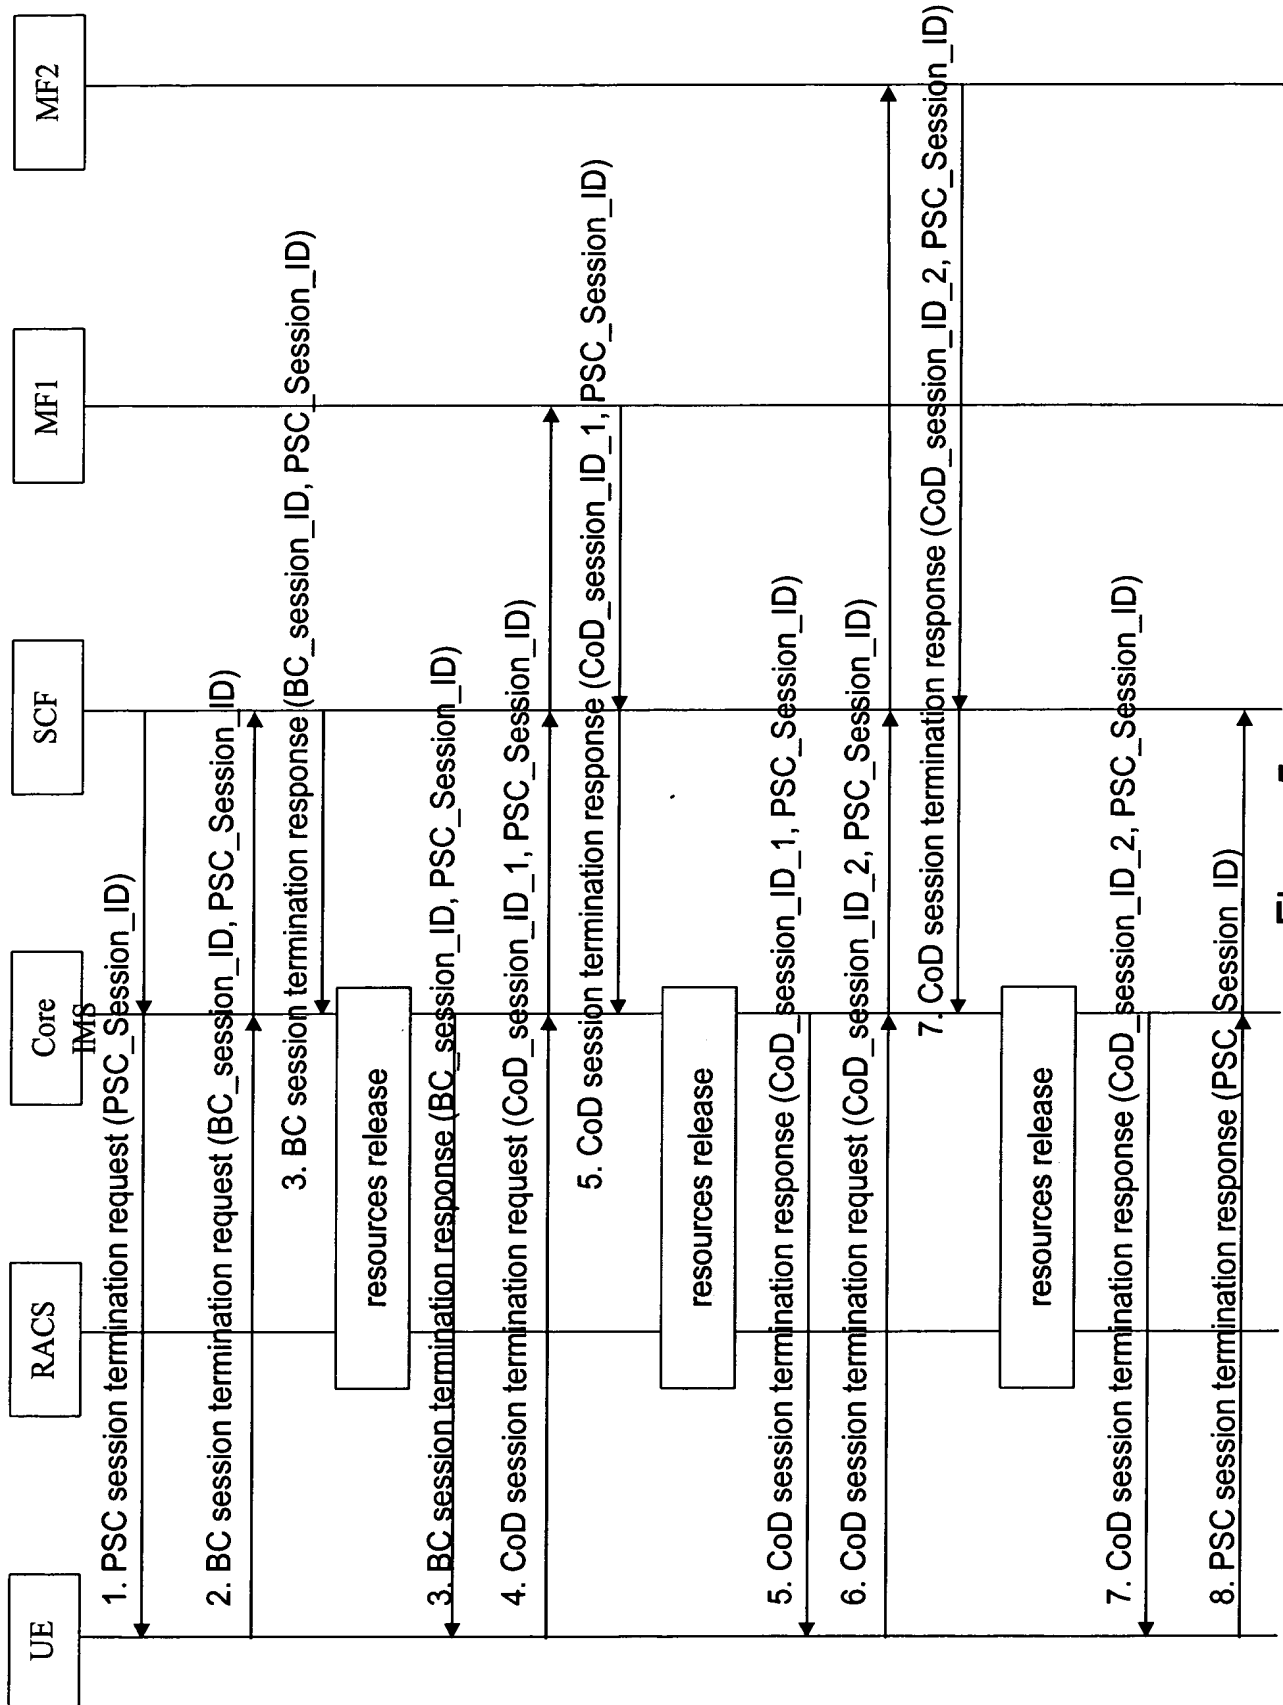 UE
RACS
Core
IMS
SCF
MF1
MF2
1. PSC session termination request (PSC_Session_ID)
2. BC session termination request (BC_session_ID, PSC_Session_ID)
3. BC session termination response (BC_session_ID, PSC_Session_ID)
resources release
3. BC session termination response (BC_session_ID, PSC_Session_ID)
4. CoD session termination request (CoD_session_ID_1, PSC_Session_ID)
5. CoD session termination response (CoD_session_ID_1, PSC_Session_ID)
resources release
5. CoD session termination response (CoD_session_ID_1, PSC_Session_ID)
6. CoD session termination request (CoD_session_ID_2, PSC_Session_ID)
7. CoD session termination response (CoD_session_ID_2, PSC_Session_ID)
resources release
7. CoD session termination response (CoD_session_ID_2, PSC_Session_ID)
8. PSC session termination response (PSC_Session_ID)